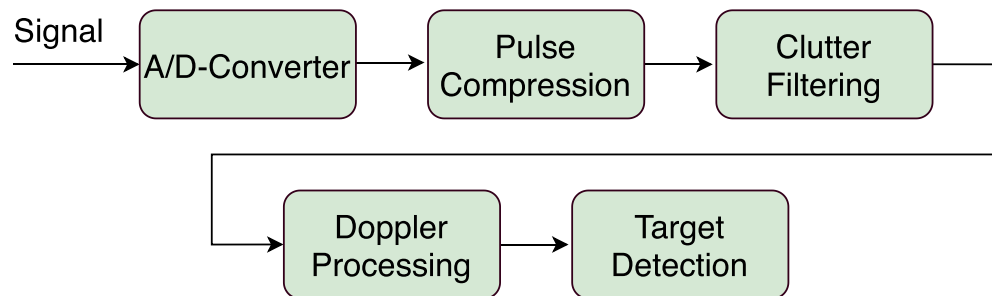 Signal
A/D-Converter
Pulse
Compression
Clutter
Filtering
Doppler
Processing
Target
Detection